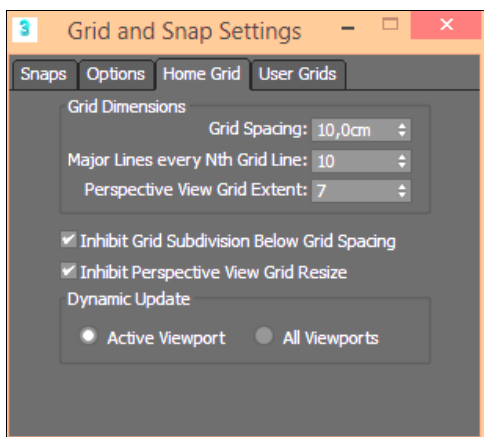 Grid and Snap Settings
Snaps Options Home Grid User Grids
Grid Dimensions
Grid Spacing: 10,0cm
Major Lines every Nth Grid Line: 10
Perspective View Grid Extent: 7
Inhibit Grid Subdivision Below Grid Spacing
Inhibit Perspective View Grid Resize
Dynamic Update
Active Viewport All Viewports